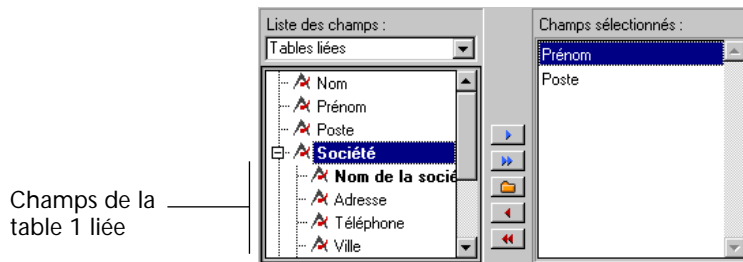 Liste des champs :
Tables liées
Nom
Prénom
Poste
Société
Nom de la socié
Adresse
Téléphone
Ville
Champs sélectionnés :
Prénom
Poste
Champs de la
table 1 liée